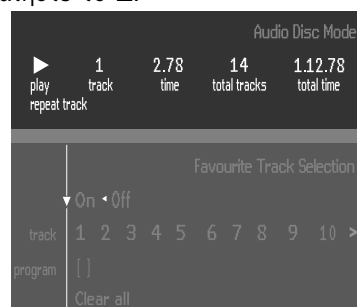 Audio Disc Mode
1 2.78 14 1.12.78
play track time total tracks total time
repeat track
Favourite Track Selection
On Off
track 1 2 3 4 5 6 7 8 9 10 >
program [ ]
Clear all